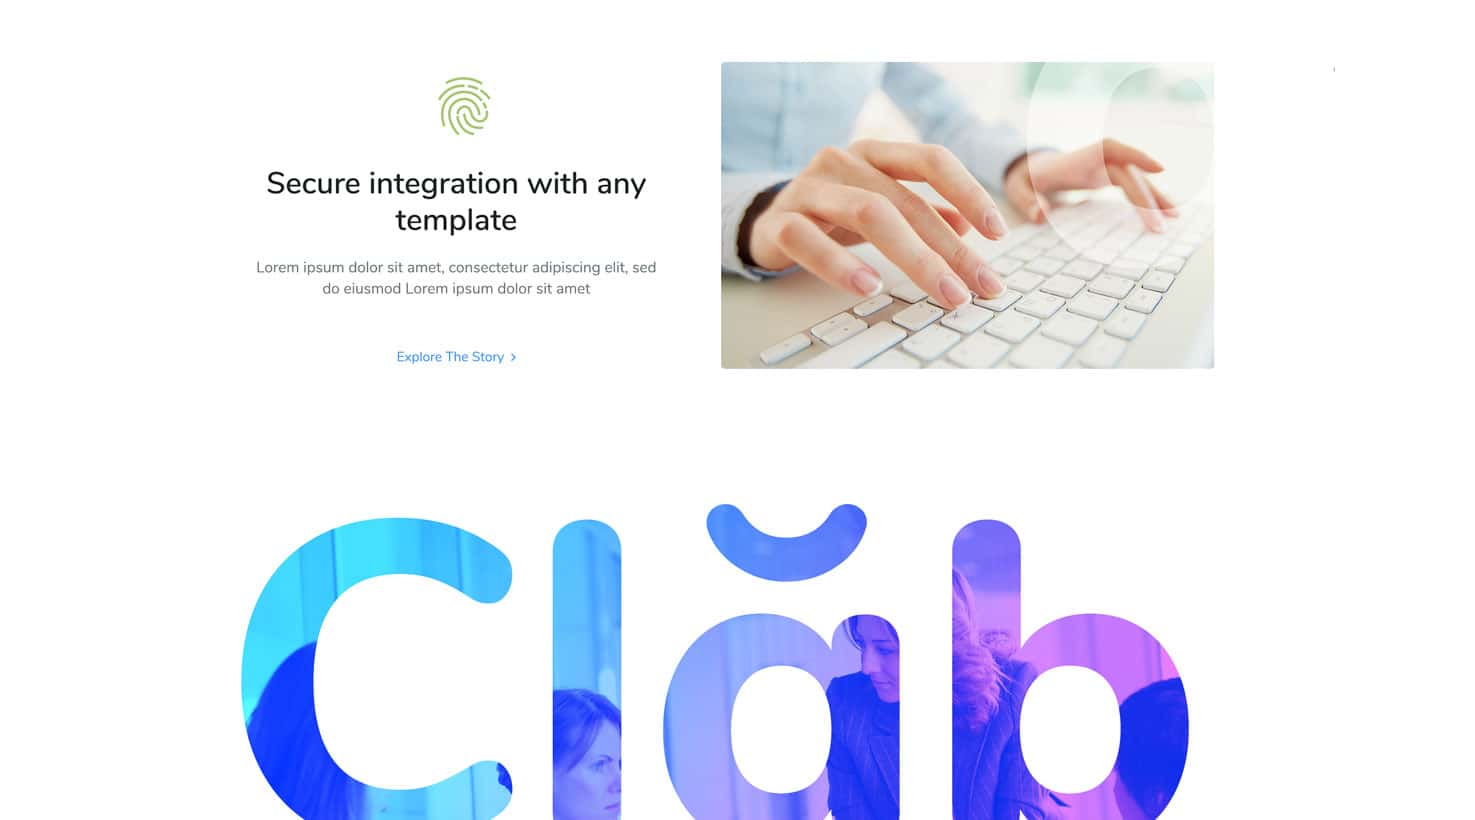 Secure integration with any
template
Lorem ipsum dolor sit amet, consectetur adipiscing elit, sed
do eiusmod Lorem ipsum dolor sit amet
Explore The Story
Clăb